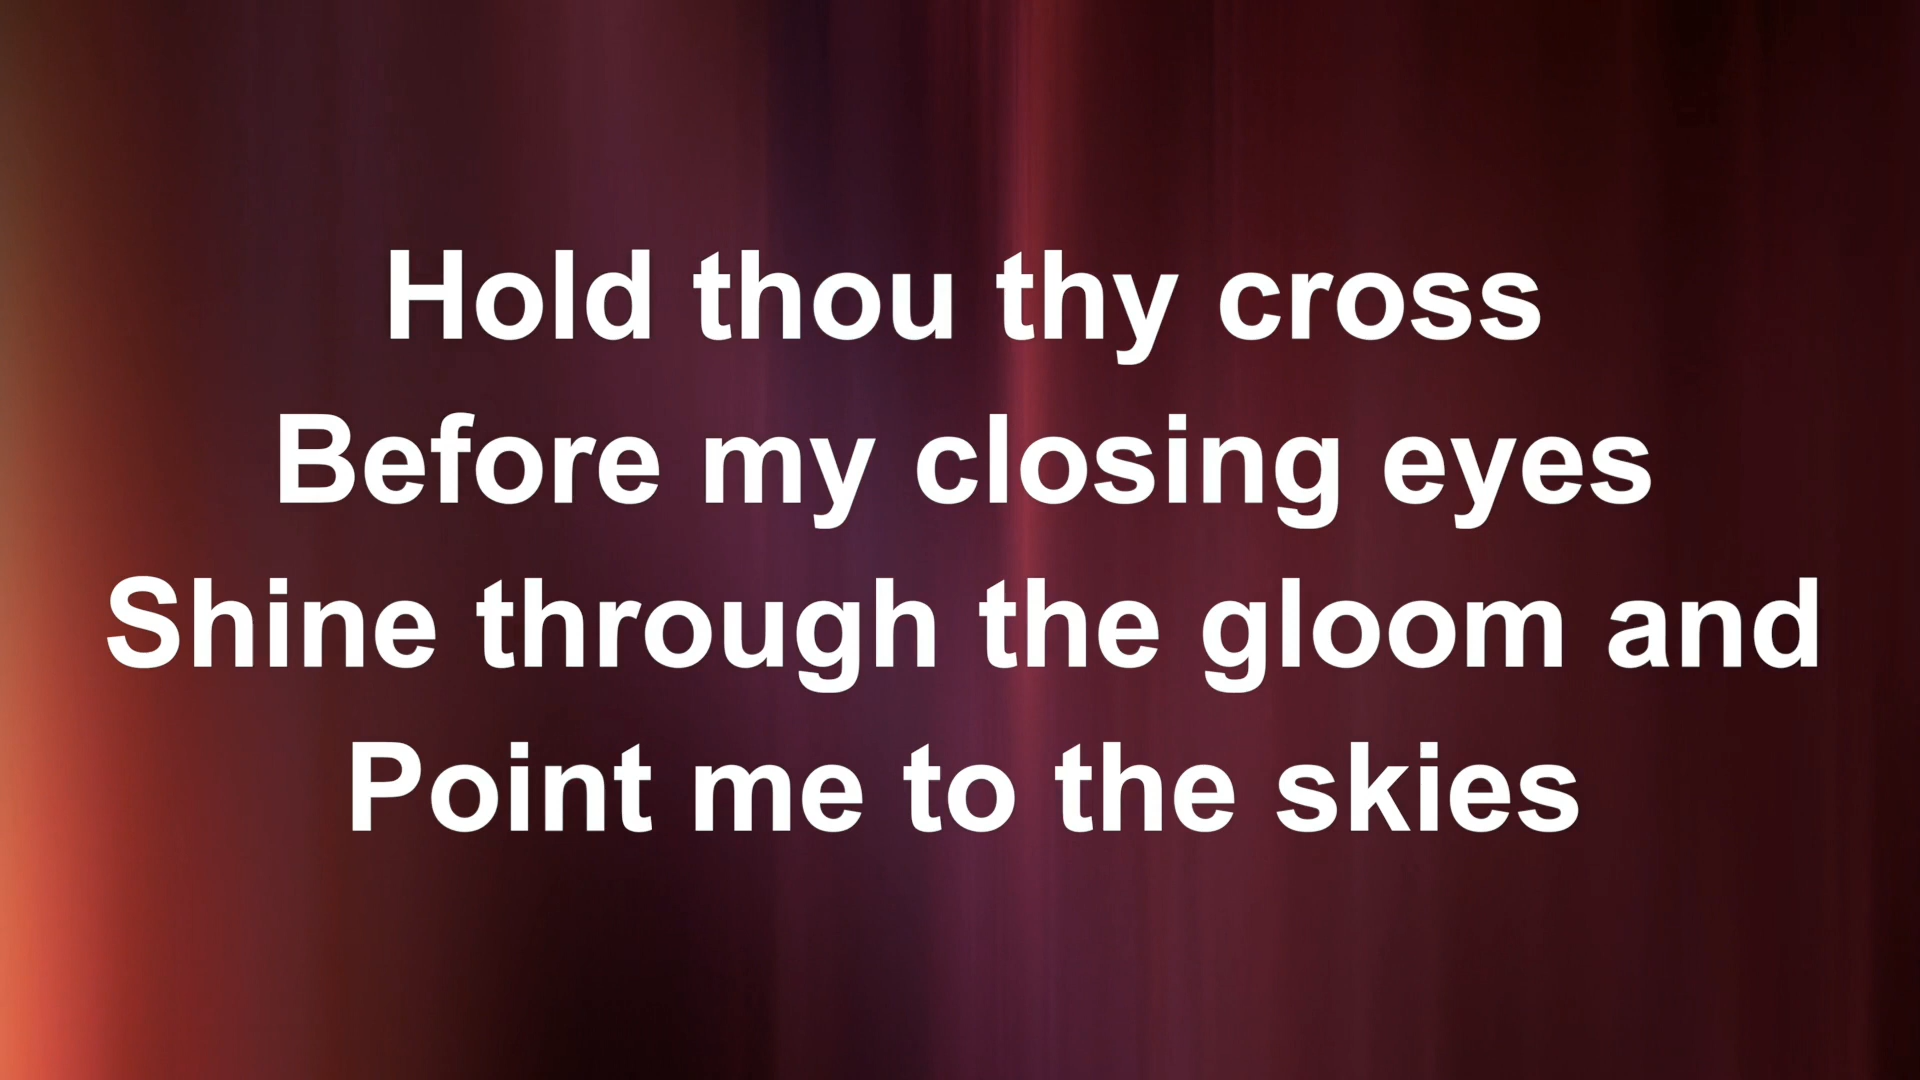 Hold thou thy cross
Before my closing eyes
Shine through the gloom and
Point me to the skies